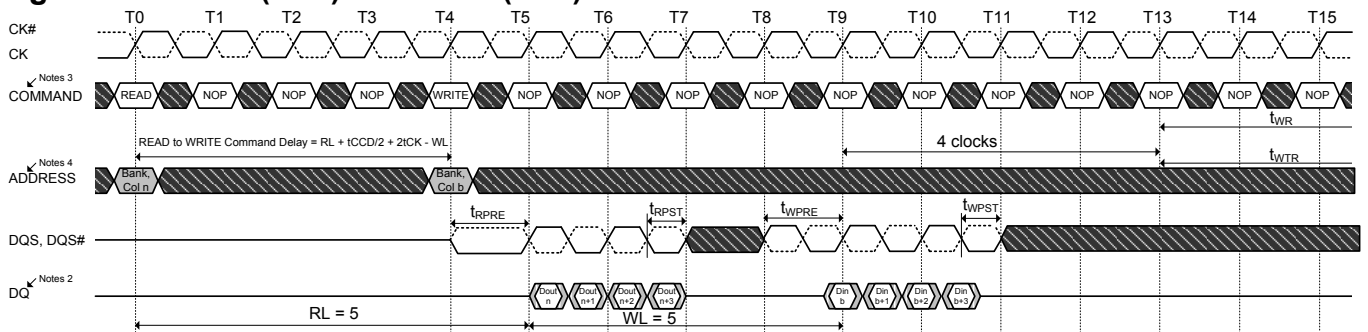 T0 T1 T2 T3 T4 T5 T6 T7 T8 T9 T10 T11 T12 T13 T14 T15
CK#
CK
Notes 3
COMMAND READ NOP NOP NOP WRITE NOP NOP NOP NOP NOP NOP NOP NOP NOP NOP NOP
tWR
READ to WRITE Command Delay = RL + tCCD/2 + 2tCK - WL
4 clocks
tWTR
Notes 4
ADDRESS
Bank, Col n
Bank, Col b
tRPRE tRPST tWPRE tWPST
DQS, DQS#
Notes 2
DQ
Dout n Dout n+1 Dout n+2 Dout n+3 Din b Din b+1 Din b+2 Din b+3
RL = 5 WL = 5